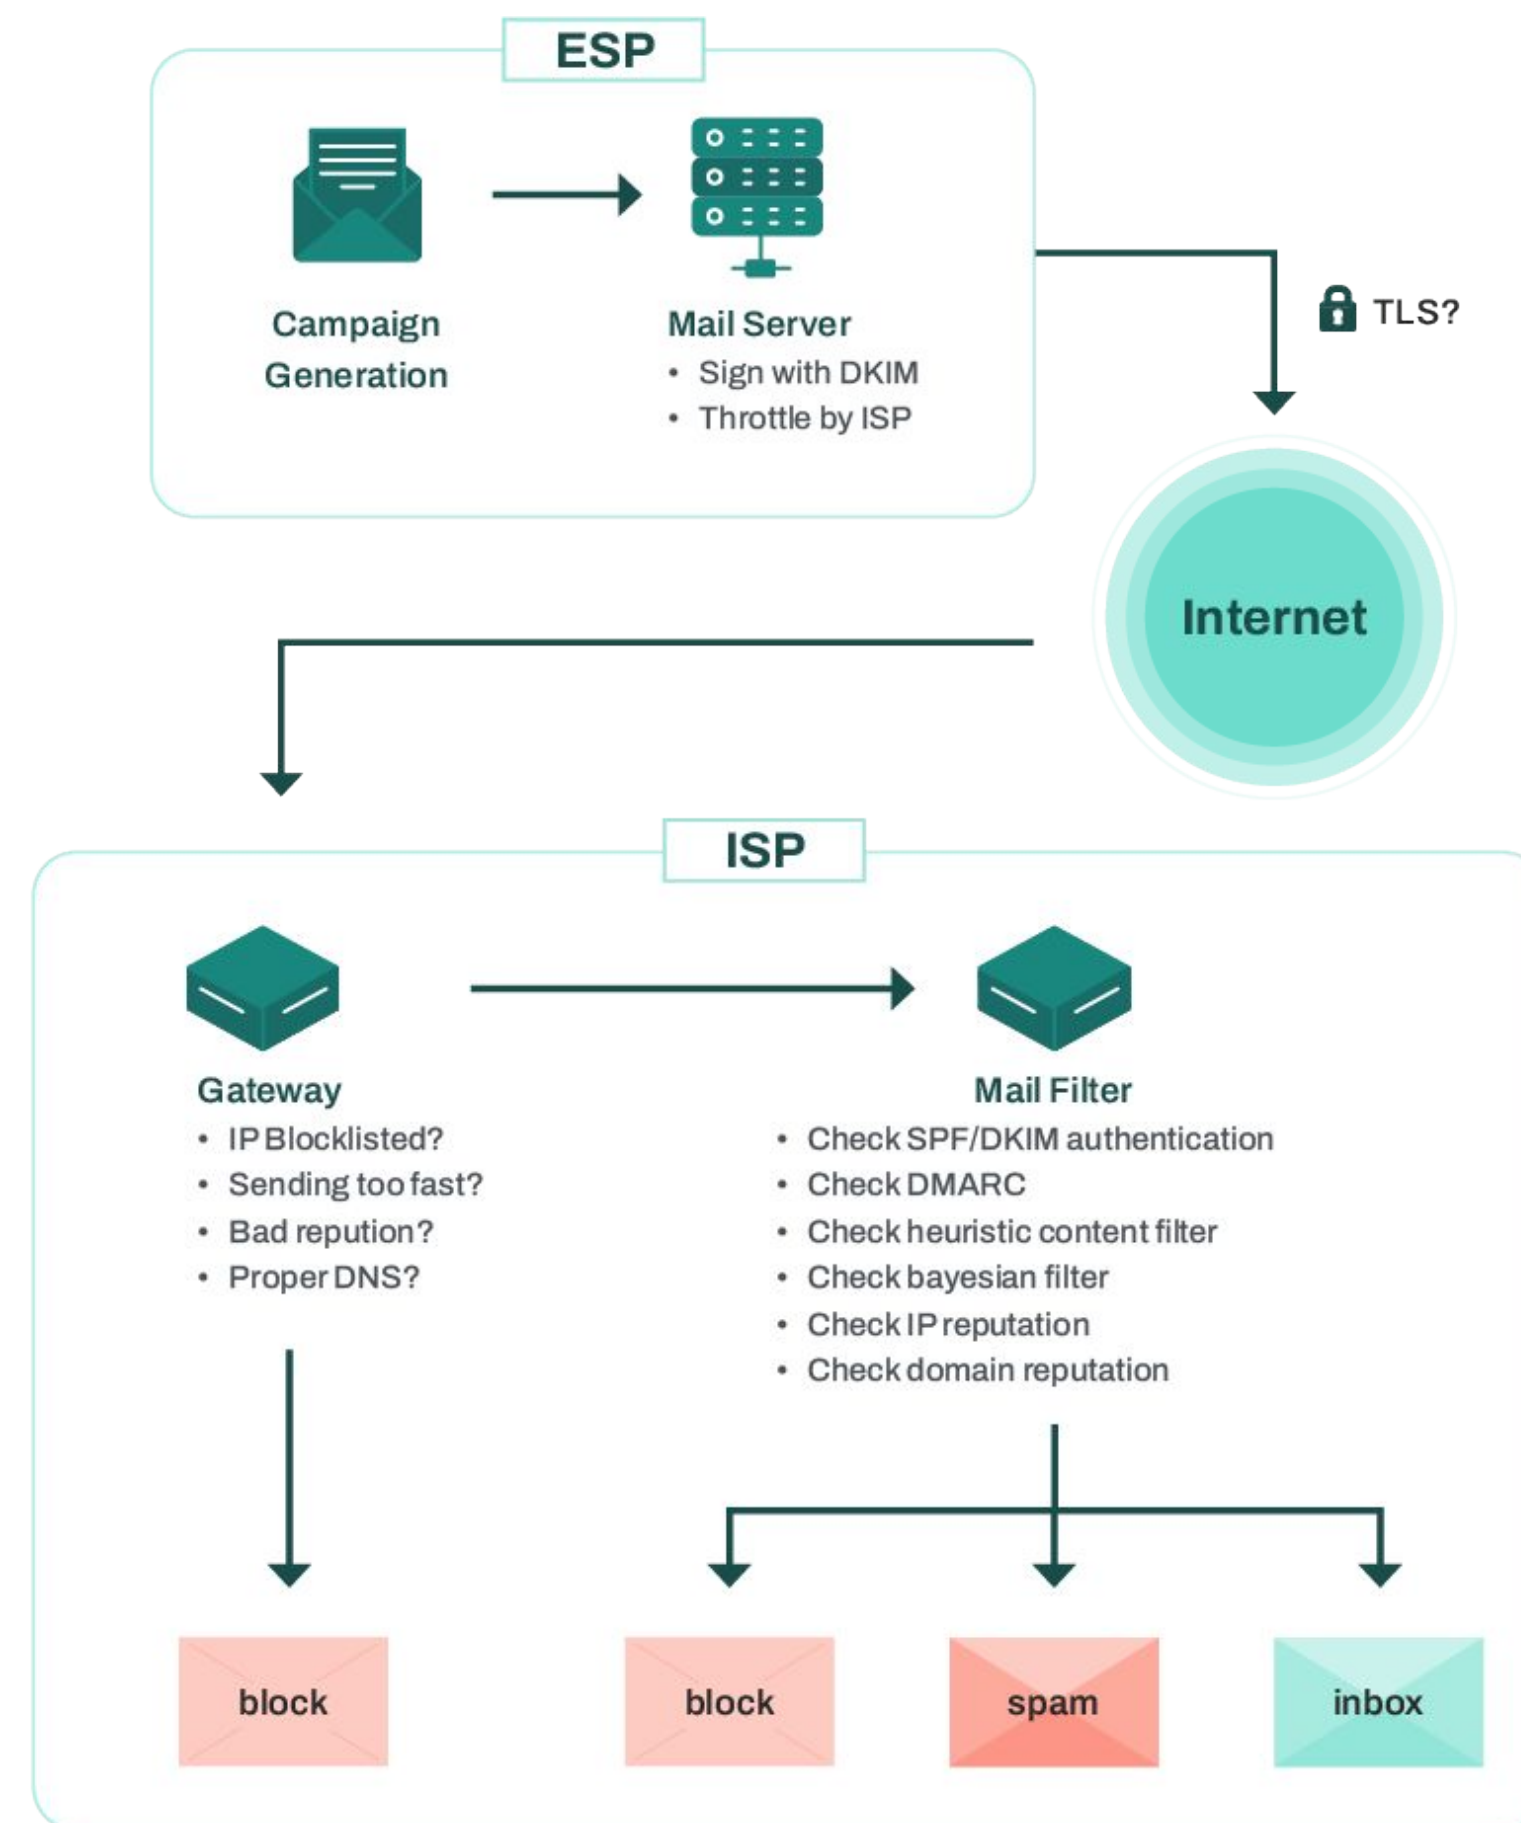 ESP
Campaign
Generation
Mail Server
• Sign with DKIM
• Throttle by ISP
TLS?
Internet
ISP
Gateway
• IP Blocklisted?
• Sending too fast?
• Bad repution?
• Proper DNS?
Mail Filter
• Check SPF/DKIM authentication
• Check DMARC
• Check heuristic content filter
• Check bayesian filter
• Check IP reputation
• Check domain reputation
block
block
spam
inbox